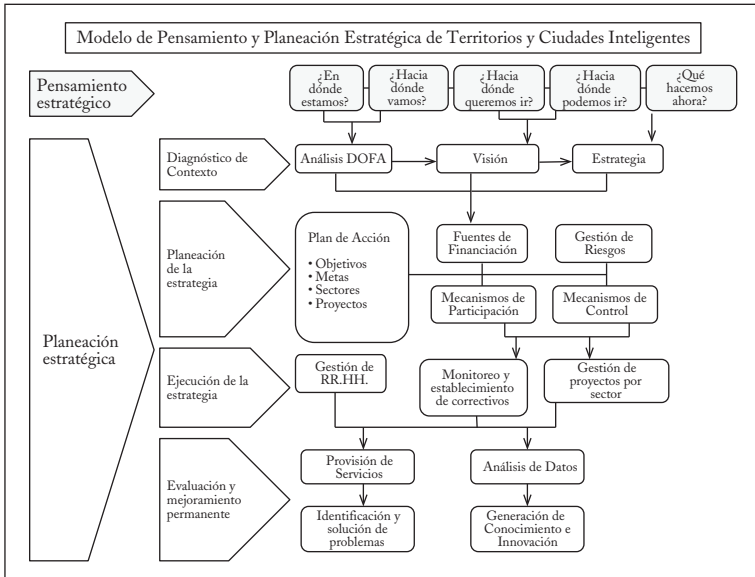 Modelo de Pensamiento y Planeación Estratégica de Territorios y Ciudades Inteligentes
Pensamiento
estratégico
¿En
dónde
estamos?
¿Hacia
dónde
vamos?
¿Hacia
dónde
queremos ir?
¿Hacia
dónde
podemos ir?
¿Qué
hacemos
ahora?
Planeación
estratégica
Diagnóstico de
Contexto
Análisis DOFA
Visión
Estrategia
Planeación
de la
estrategia
Plan de Acción
• Objetivos
• Metas
• Sectores
• Proyectos
Fuentes de
Financiación
Gestión de
Riesgos
Mecanismos de
Participación
Mecanismos de
Control
Ejecución de la
estrategia
Gestión de
RR.HH.
Monitoreo y
establecimiento
de correctivos
Gestión de
proyectos por
sector
Evaluación y
mejoramiento
permanente
Provisión de
Servicios
Análisis de Datos
Identificación y
solución de
problemas
Generación de
Conocimiento e
Innovación